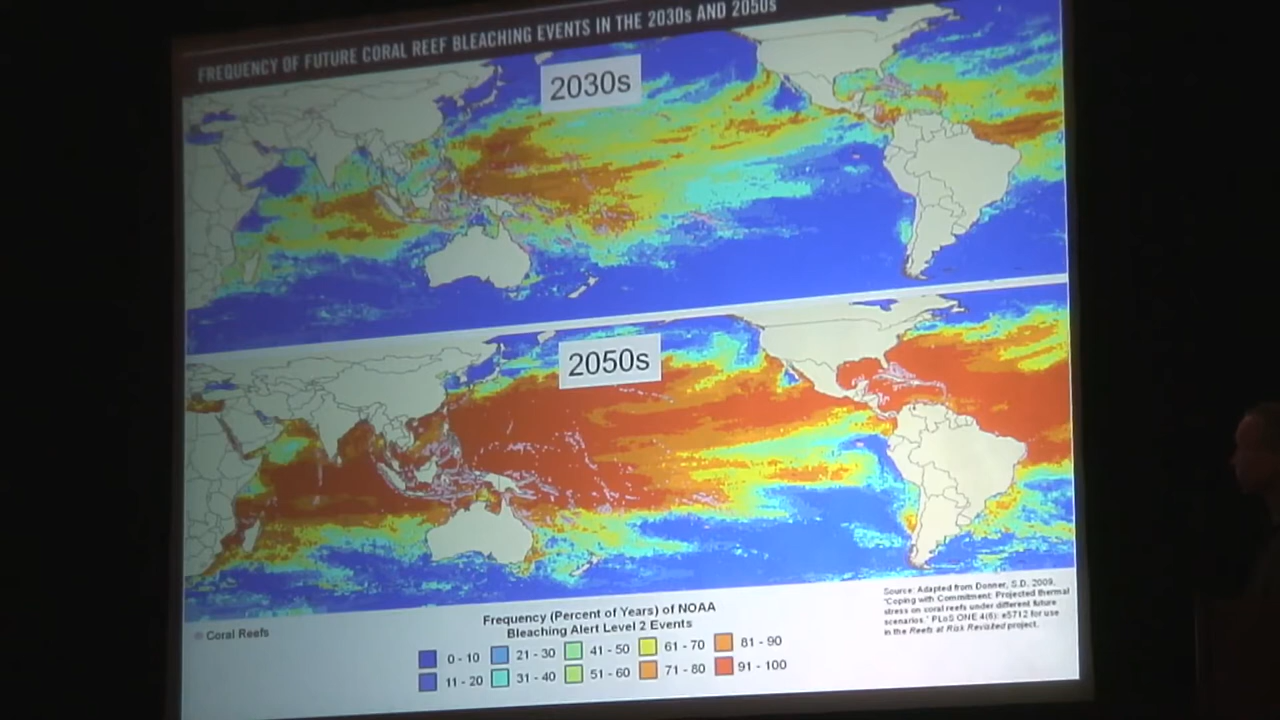 FREQUENCY OF FUTURE CORAL REEF BLEACHING EVENTS IN THE 2030s AND 2050s
2030s
2050s
Coral Reefs
Frequency (Percent of Years) of NOAA
Bleaching Alert Level 2 Events
0 - 10
21 - 30
41 - 50
61 - 70
81 - 90
11 - 20
31 - 40
51 - 60
71 - 80
91 - 100
Source: Adapted from Donner, S.D. 2009.
"Coping with Commitment: Projected thermal
stress on coral reefs under different future
scenarios." PLoS ONE 4(6): e5712 for use
in the Reefs at Risk Revisited project.